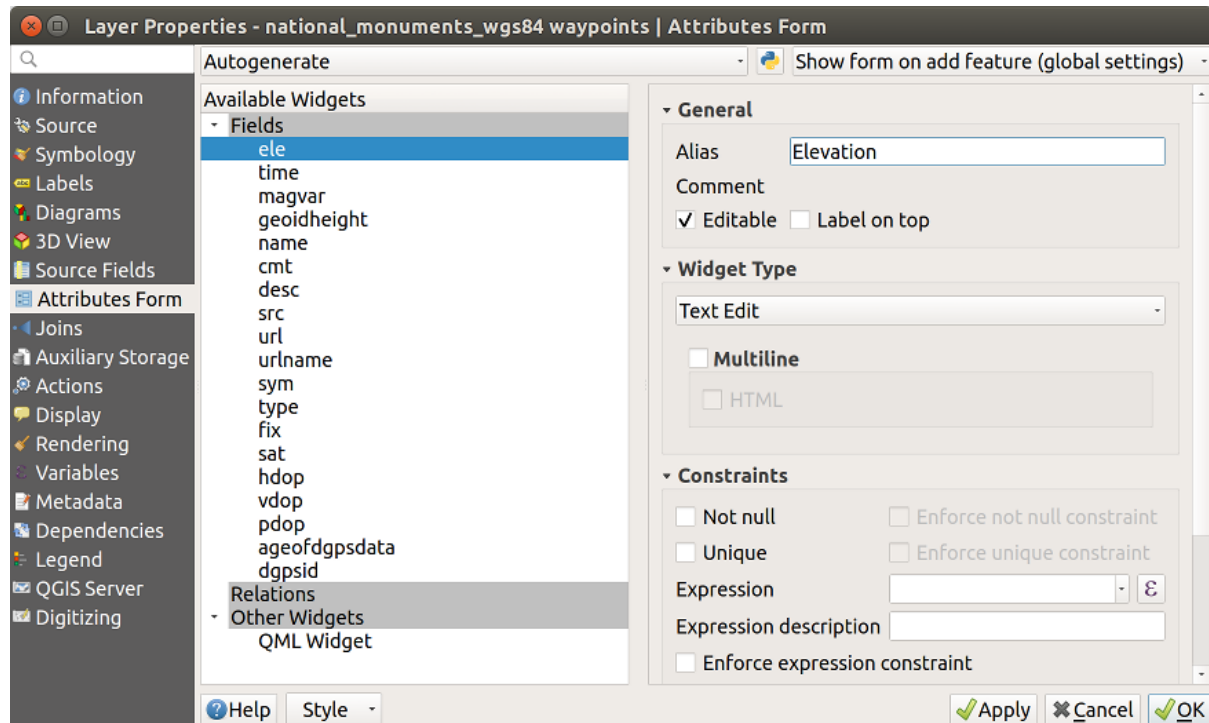 Layer Properties - national_monuments_wgs84 waypoints | Attributes Form
Autogenerate
Show form on add feature (global settings)
Information
Source
Symbology
Labels
Diagrams
3D View
Source Fields
Attributes Form
Joins
Auxiliary Storage
Actions
Display
Rendering
Variables
Metadata
Dependencies
Legend
QGIS Server
Digitizing
Available Widgets
Fields
ele
time
magvar
geoidheight
name
cmt
desc
src
url
urlname
sym
type
fix
sat
hdop
vdop
pdop
ageofdgpsdata
dgpsid
Relations
Other Widgets
QML Widget
General
Alias Elevation
Comment
Editable Label on top
Widget Type
Text Edit
Multiline
HTML
Constraints
Not null Enforce not null constraint
Unique Enforce unique constraint
Expression ε
Expression description
Enforce expression constraint
Help Style Apply Cancel OK